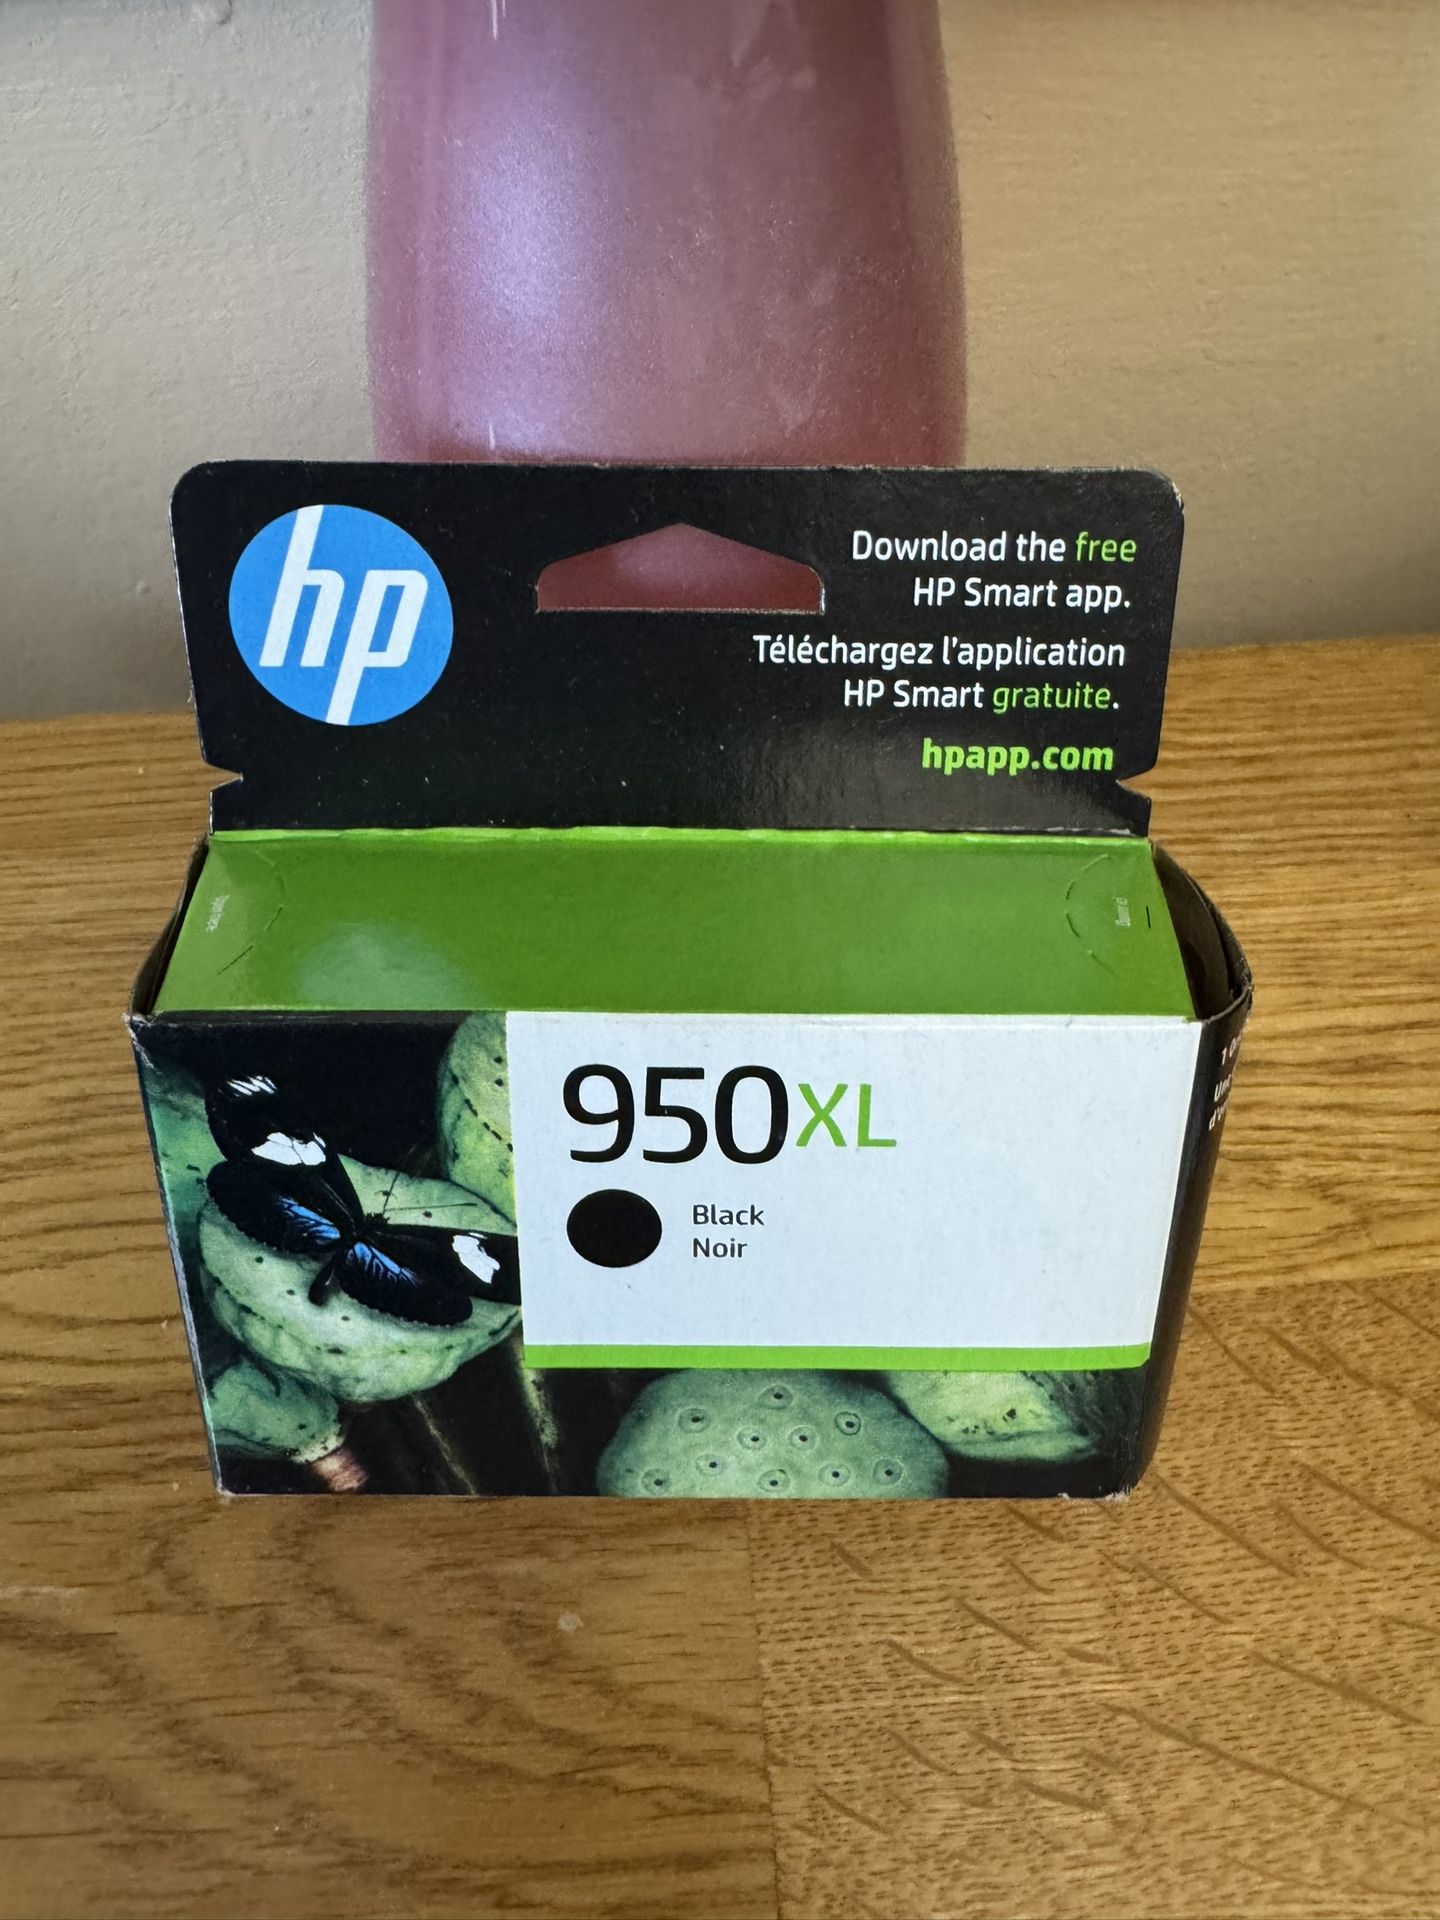 hp
Download the free
HP Smart app.
Téléchargez l'application
HP Smart gratuite.
hpapp.com
950XL
Black
Noir